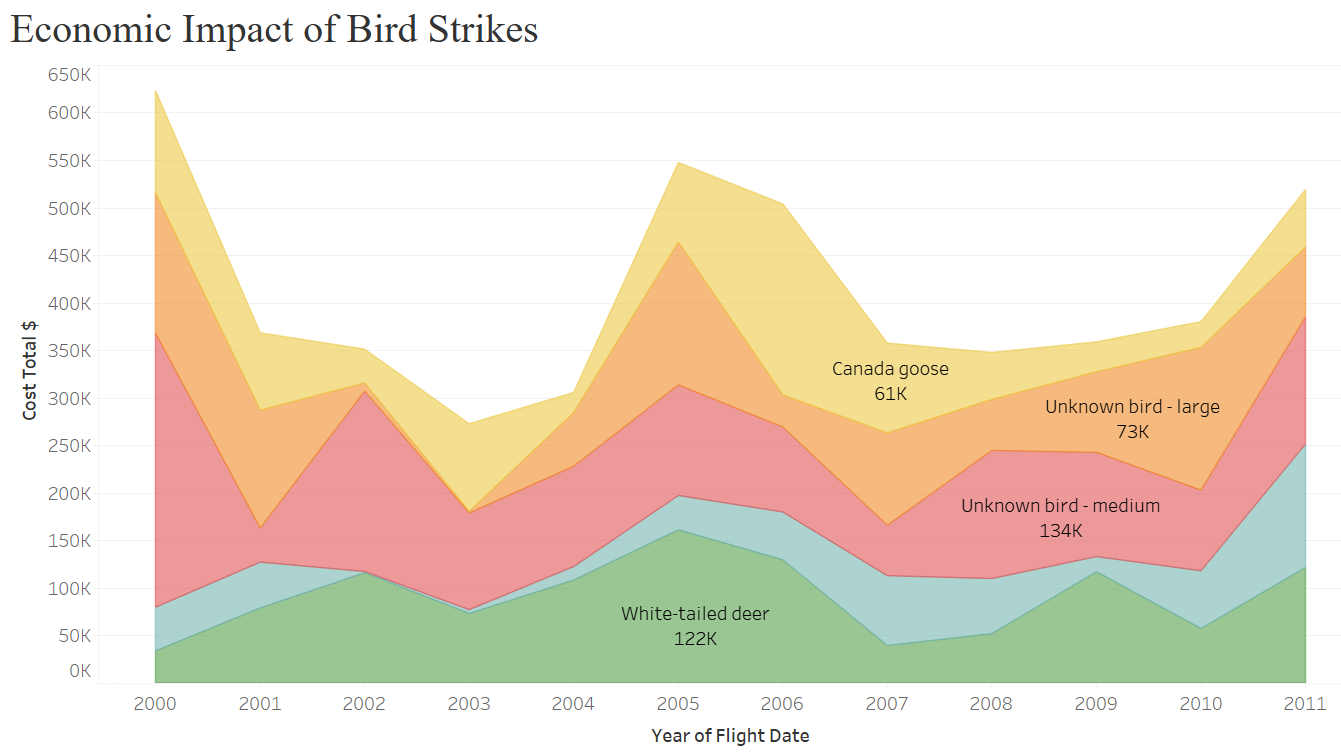 Economic Impact of Bird Strikes
650K
600K
550K
500K
450K
400K
350K
300K
250K
200K
150K
100K
50K
0K
Cost Total $
Canada goose
61K
Unknown bird - large
73K
Unknown bird - medium
134K
White-tailed deer
122K
2000 2001 2002 2003 2004 2005 2006 2007 2008 2009 2010 2011
Year of Flight Date